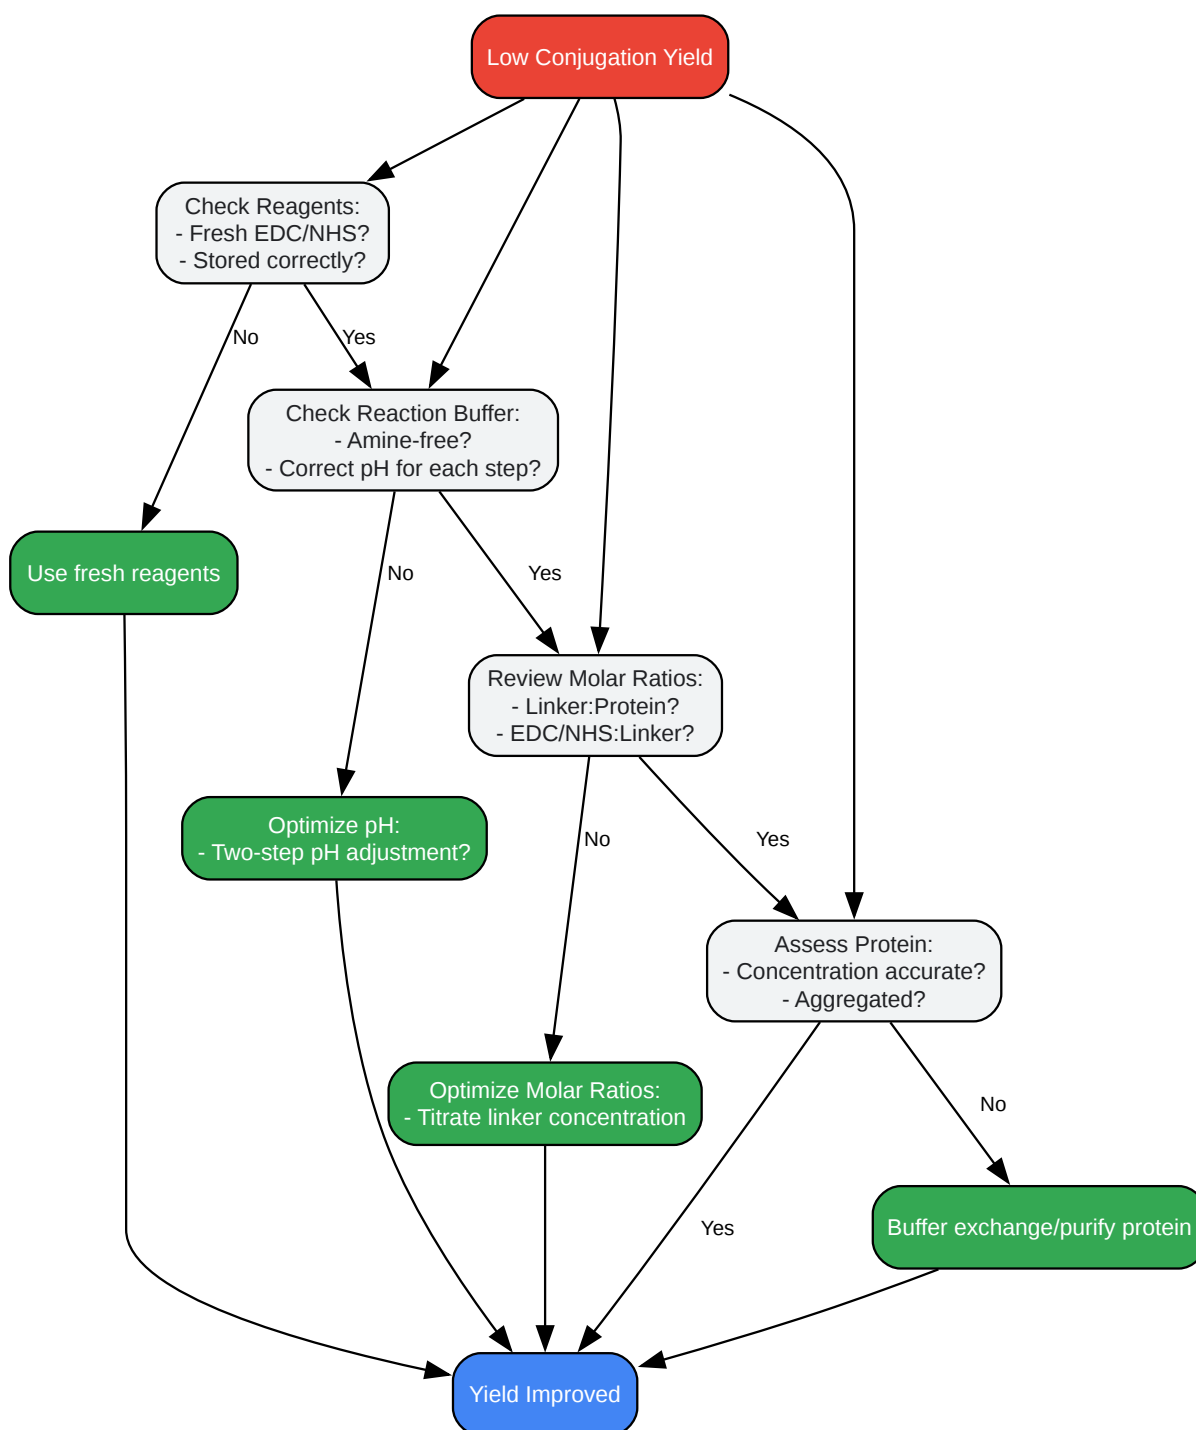 Low Conjugation Yield
Check Reagents:
- Fresh EDC/NHS?
- Stored correctly?
No
Yes
Check Reaction Buffer:
- Amine-free?
- Correct pH for each step?
Use fresh reagents
No
Yes
Review Molar Ratios:
- Linker:Protein?
- EDC/NHS:Linker?
Optimize pH:
- Two-step pH adjustment?
No
Yes
Assess Protein:
- Concentration accurate?
- Aggregated?
Optimize Molar Ratios:
- Titrate linker concentration
No
Yes
Buffer exchange/purify protein
Yield Improved